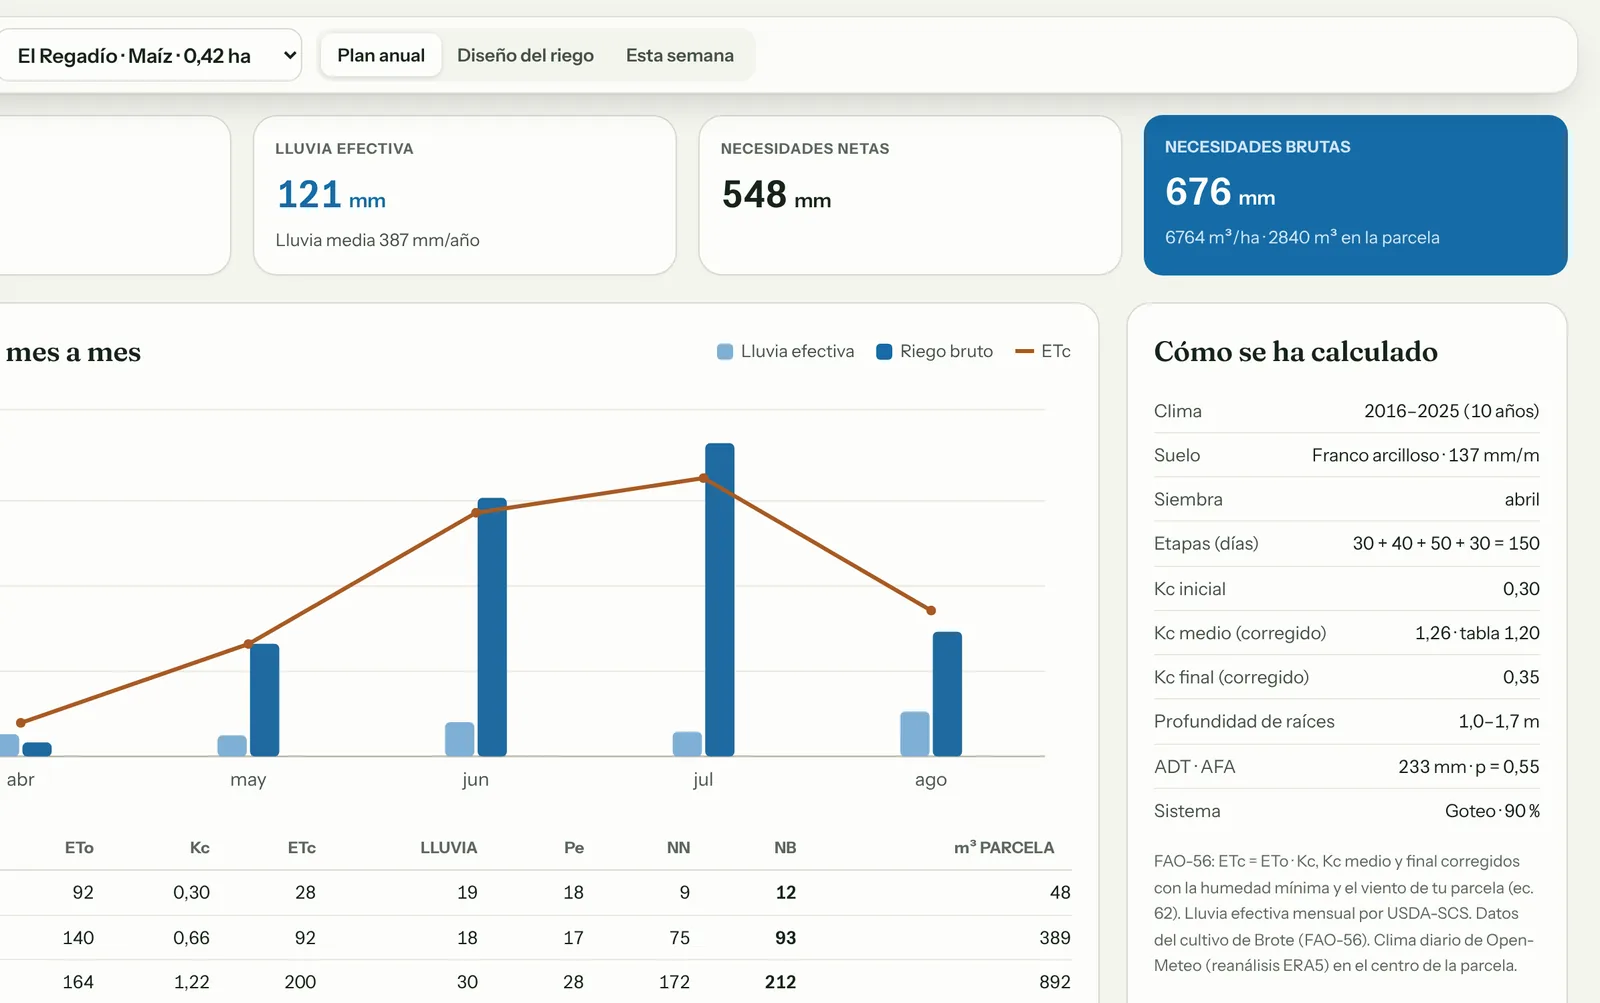 El Regadío · Maíz · 0,42 ha
Plan anual
Diseño del riego
Esta semana
LLUVIA EFECTIVA
121 mm
Lluvia media 387 mm/año
NECESIDADES NETAS
548 mm
NECESIDADES BRUTAS
676 mm
6764 m³/ha · 2840 m³ en la parcela
mes a mes
Lluvia efectiva
Riego bruto
ETc
abr
may
jun
jul
ago
ETo Kc ETc LLUVIA Pe NN NB m³ PARCELA
92 0,30 28 19 18 9 12 48
140 0,66 92 18 17 75 93 389
164 1,22 200 30 28 172 212 892
Cómo se ha calculado
Clima 2016–2025 (10 años)
Suelo Franco arcilloso · 137 mm/m
Siembra abril
Etapas (días) 30 + 40 + 50 + 30 = 150
Kc inicial 0,30
Kc medio (corregido) 1,26 · tabla 1,20
Kc final (corregido) 0,35
Profundidad de raíces 1,0–1,7 m
ADT · AFA 233 mm · p = 0,55
Sistema Goteo · 90 %
FAO-56: ETc = ETo · Kc, Kc medio y final corregidos
con la humedad mínima y el viento de tu parcela (ec.
62). Lluvia efectiva mensual por USDA-SCS. Datos
del cultivo de Brote (FAO-56). Clima diario de Open-
Meteo (reanálisis ERA5) en el centro de la parcela.